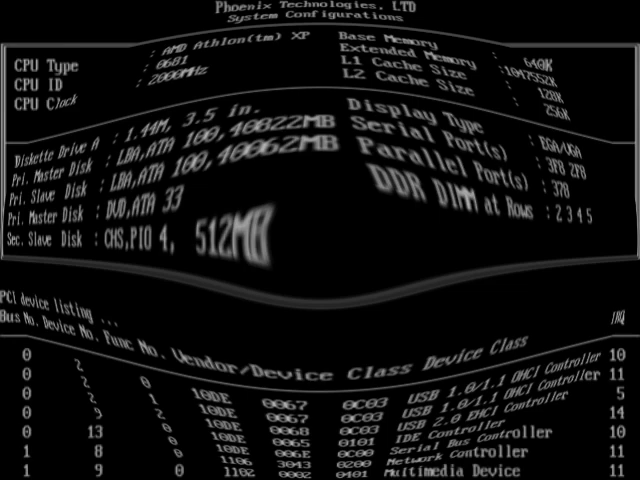 Phoenix Technologies, LTD
System Configurations
CPU Type : AMD Athlon(tm) XP Base Memory : 640K
CPU ID : 0681 Extended Memory :1047552K
CPU Clock : 2000MHz L1 Cache Size : 128K
L2 Cache Size : 256K
Diskette Drive A : 1.44M, 3.5 in. Display Type : EGA/VGA
Pri. Master Disk : LBA,ATA 100,40822MB Serial Port(s) : 3F8 2F8
Pri. Slave Disk : LBA,ATA 100,40062MB Parallel Port(s) : 378
Pri. Master Disk : DVD,ATA 33 DDR DIMM at Rows : 2 3 4 5
Sec. Slave Disk : CHS,PIO 4, 512MB
PCI device listing ...
Bus No. Device No. Func No. Vendor/Device Class Device Class IRQ
0 2 0 10DE 0067 0C03 USB 1.0/1.1 OHCI Controller 10
0 2 1 10DE 0067 0C03 USB 1.0/1.1 OHCI Controller 11
0 2 2 10DE 0068 0C03 USB 2.0 EHCI Controller 5
0 9 0 10DE 0065 0101 IDE Controller 14
0 13 0 10DE 006E 0C00 Serial Bus Controller 10
1 8 0 1106 3043 0200 Network Controller 11
1 9 0 1102 0002 0401 Multimedia Device 11